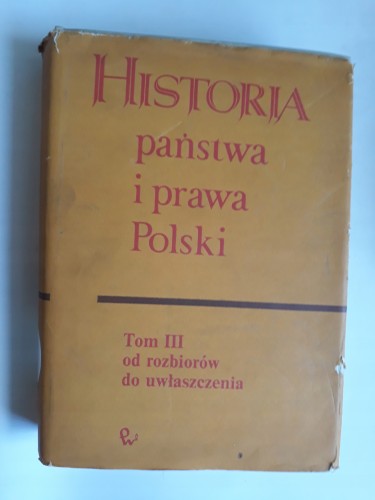 HISTORIA
państwa
i prawa
Polski
Tom III
od rozbiorów
do uwłaszczenia